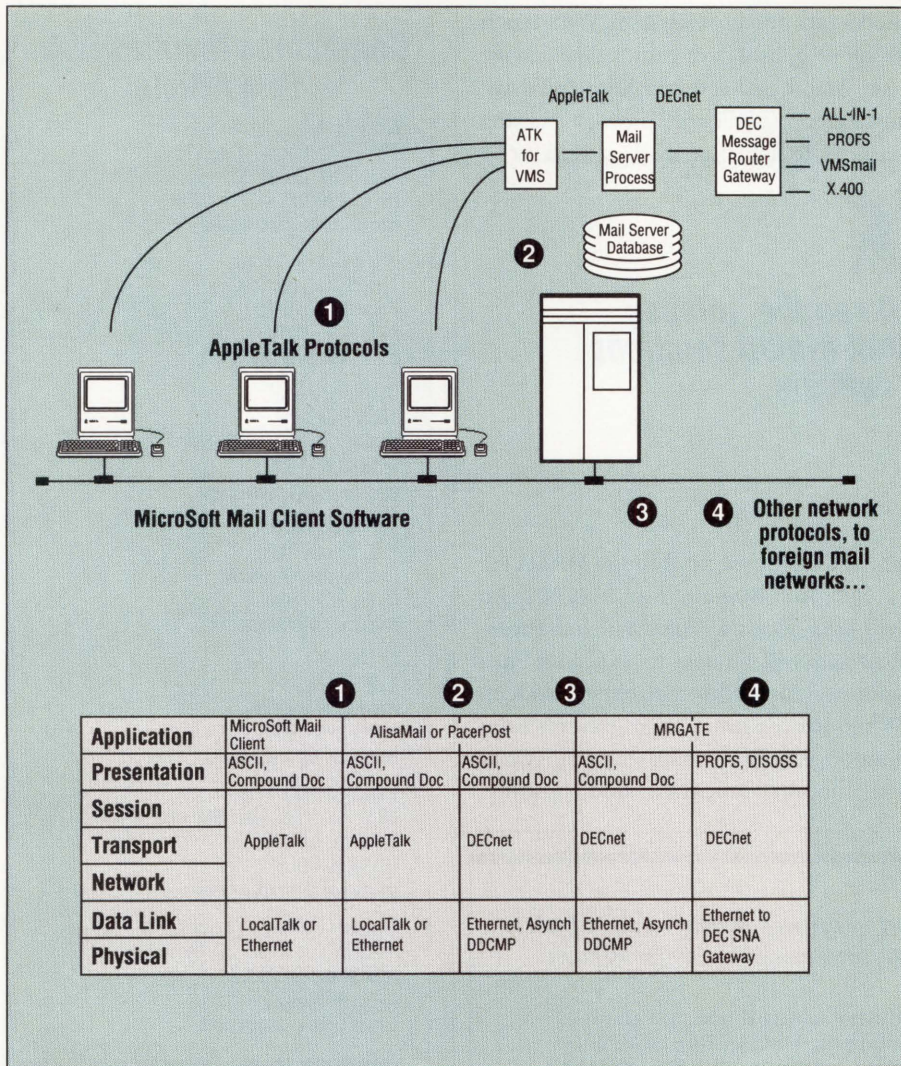 AppleTalk DECnet
ATK
for
VMS
Mail
Server
Process
DEC
Message
Router
Gateway
ALL-IN-1
PROFS
VMSmail
X.400
Mail Server
Database
2
1
AppleTalk Protocols
MicroSoft Mail Client Software
3
4
Other network
protocols, to
foreign mail
networks...
1 2 3 4
Application
MicroSoft Mail
Client
AlisaMail or PacerPost
MRGATE
Presentation
ASCII,
Compound Doc
ASCII,
Compound Doc
ASCII,
Compound Doc
ASCII,
Compound Doc
PROFS, DISOSS
Session
Transport
Network
AppleTalk
AppleTalk
DECnet
DECnet
DECnet
Data Link
Physical
LocalTalk or
Ethernet
LocalTalk or
Ethernet
Ethernet, Asynch
DDCMP
Ethernet, Asynch
DDCMP
Ethernet to
DEC SNA
Gateway